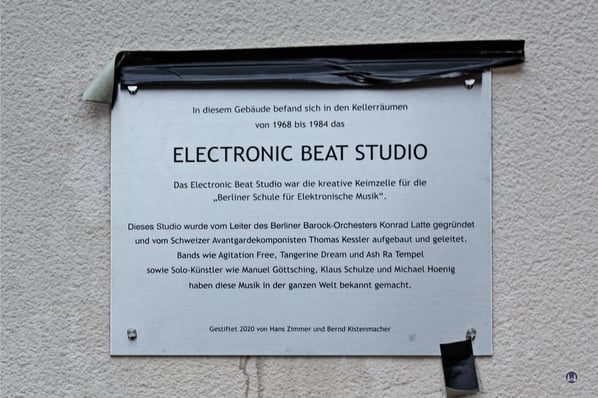 In diesem Gebäude befand sich in den Kellerräumen
von 1968 bis 1984 das
ELECTRONIC BEAT STUDIO
Das Electronic Beat Studio war die kreative Keimzelle für die
„Berliner Schule für Elektronische Musik“.
Dieses Studio wurde vom Leiter des Berliner Barock-Orchesters Konrad Latte gegründet
und vom Schweizer Avantgardekomponisten Thomas Kessler aufgebaut und geleitet.
Bands wie Agitation Free, Tangerine Dream und Ash Ra Tempel
sowie Solo-Künstler wie Manuel Göttsching, Klaus Schulze und Michael Hoenig
haben diese Musik in der ganzen Welt bekannt gemacht.
Gestiftet 2020 von Hans Zimmer und Bernd Kistenmacher